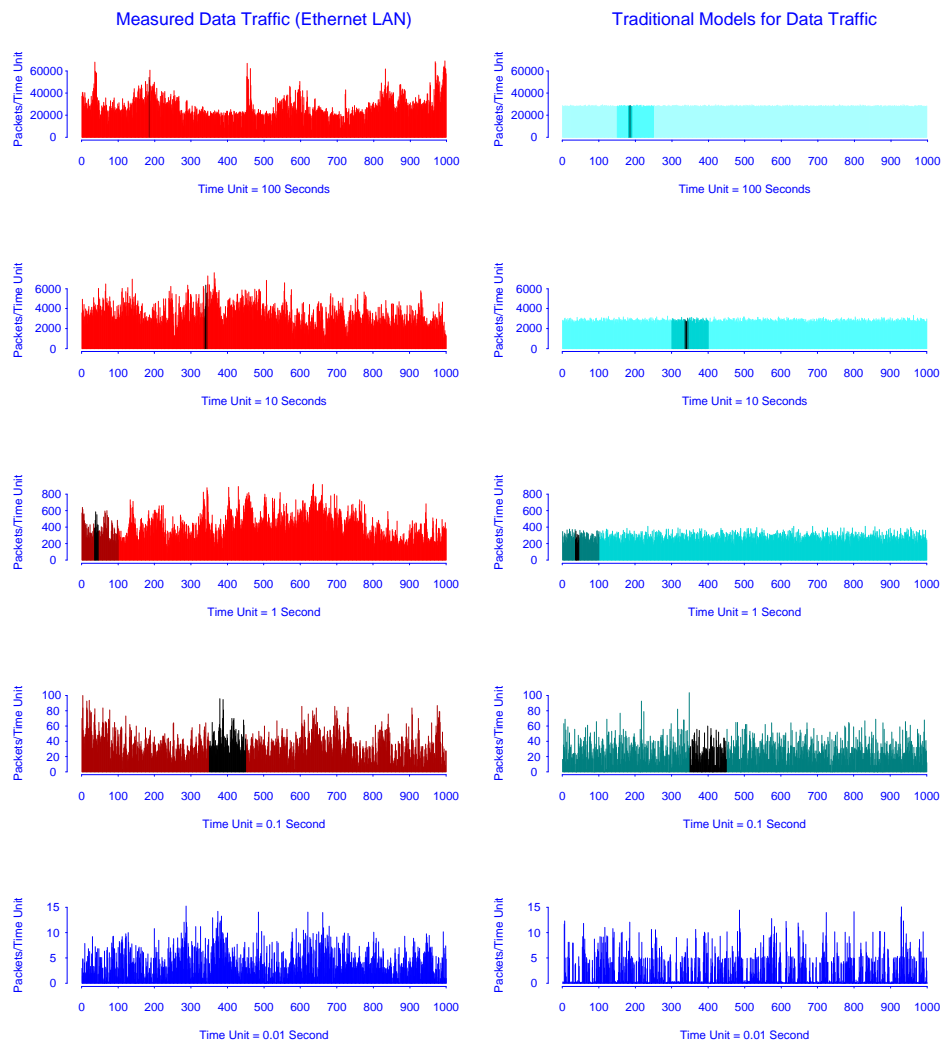 Measured Data Traffic (Ethernet LAN)
Traditional Models for Data Traffic
Packets/Time Unit
60000
40000
20000
0
0 100 200 300 400 500 600 700 800 900 1000
Time Unit = 100 Seconds
Packets/Time Unit
60000
40000
20000
0
0 100 200 300 400 500 600 700 800 900 1000
Time Unit = 100 Seconds
Packets/Time Unit
6000
4000
2000
0
0 100 200 300 400 500 600 700 800 900 1000
Time Unit = 10 Seconds
Packets/Time Unit
6000
4000
2000
0
0 100 200 300 400 500 600 700 800 900 1000
Time Unit = 10 Seconds
Packets/Time Unit
800
600
400
200
0
0 100 200 300 400 500 600 700 800 900 1000
Time Unit = 1 Second
Packets/Time Unit
800
600
400
200
0
0 100 200 300 400 500 600 700 800 900 1000
Time Unit = 1 Second
Packets/Time Unit
100
80
60
40
20
0
0 100 200 300 400 500 600 700 800 900 1000
Time Unit = 0.1 Second
Packets/Time Unit
100
80
60
40
20
0
0 100 200 300 400 500 600 700 800 900 1000
Time Unit = 0.1 Second
Packets/Time Unit
15
10
5
0
0 100 200 300 400 500 600 700 800 900 1000
Time Unit = 0.01 Second
Packets/Time Unit
15
10
5
0
0 100 200 300 400 500 600 700 800 900 1000
Time Unit = 0.01 Second